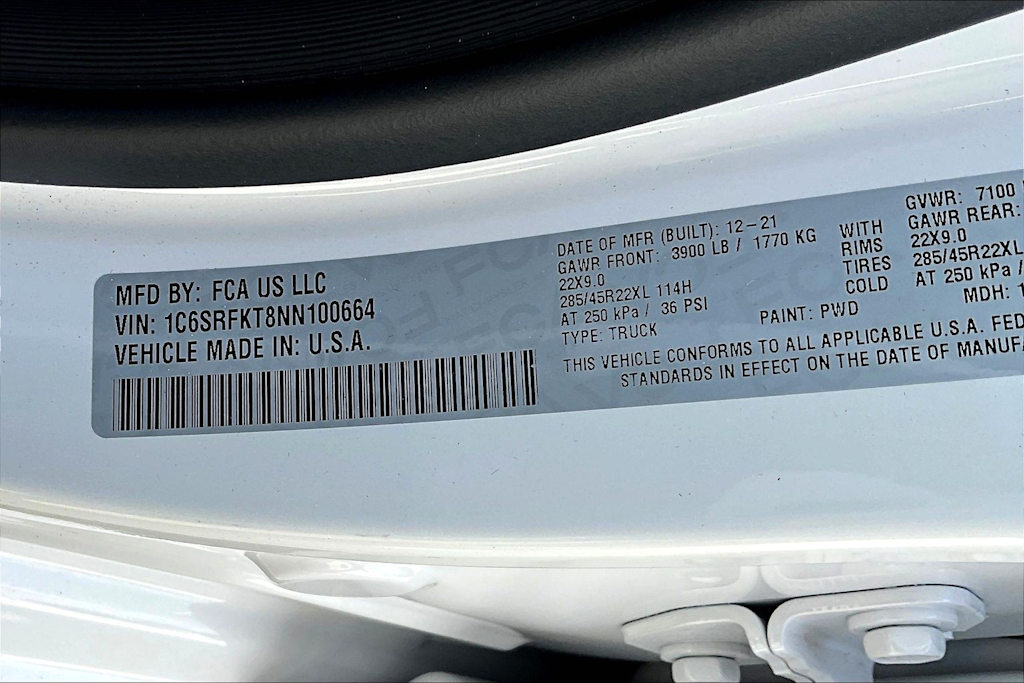 MFD BY: FCA US LLC
VIN: 1C6SRFKT8NN100664
VEHICLE MADE IN: U.S.A.
DATE OF MFR (BUILT): 12-21
GAWR FRONT: 3900 LB / 1770 KG WITH
22X9.0 RIMS
285/45R22XL 114H TIRES
AT 250 kPa / 36 PSI COLD
TYPE: TRUCK PAINT: PWD
GVWR: 7100
GAWR REAR:
22X9.0
285/45R22XL
AT 250 kPa /
MDH: 1
THIS VEHICLE CONFORMS TO ALL APPLICABLE U.S.A. FED
STANDARDS IN EFFECT ON THE DATE OF MANUFA